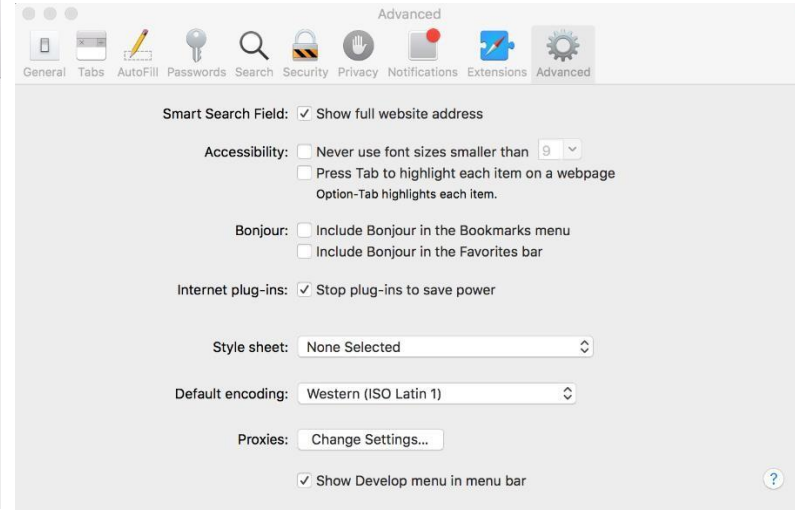 Advanced
General Tabs AutoFill Passwords Search Security Privacy Notifications Extensions Advanced
Smart Search Field: Show full website address
Accessibility: Never use font sizes smaller than 9
Press Tab to highlight each item on a webpage
Option-Tab highlights each item.
Bonjour: Include Bonjour in the Bookmarks menu
Include Bonjour in the Favorites bar
Internet plug-ins: Stop plug-ins to save power
Style sheet: None Selected
Default encoding: Western (ISO Latin 1)
Proxies: Change Settings...
Show Develop menu in menu bar
?